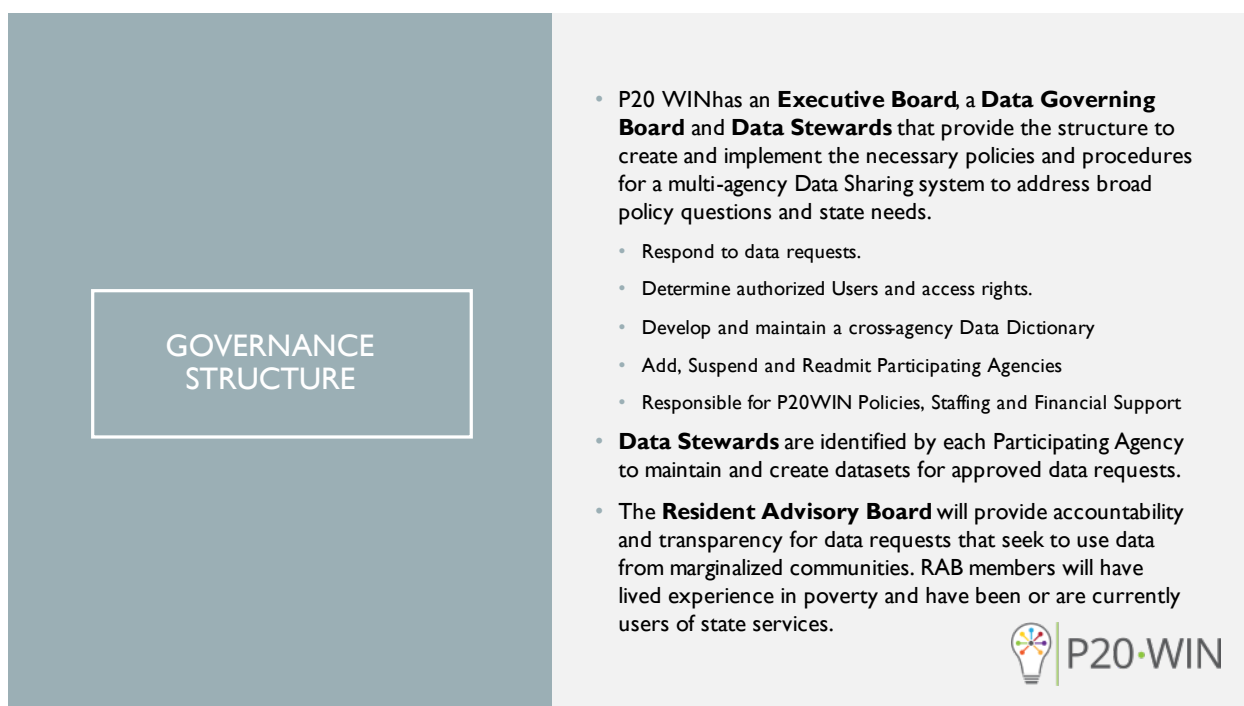 GOVERNANCE
STRUCTURE
• P20 WINhas an Executive Board, a Data Governing
Board and Data Stewards that provide the structure to
create and implement the necessary policies and procedures
for a multi-agency Data Sharing system to address broad
policy questions and state needs.
• Respond to data requests.
• Determine authorized Users and access rights.
• Develop and maintain a cross-agency Data Dictionary
• Add, Suspend and Readmit Participating Agencies
• Responsible for P20WIN Policies, Staffing and Financial Support
• Data Stewards are identified by each Participating Agency
to maintain and create datasets for approved data requests.
• The Resident Advisory Board will provide accountability
and transparency for data requests that seek to use data
from marginalized communities. RAB members will have
lived experience in poverty and have been or are currently
users of state services.
P20•WIN